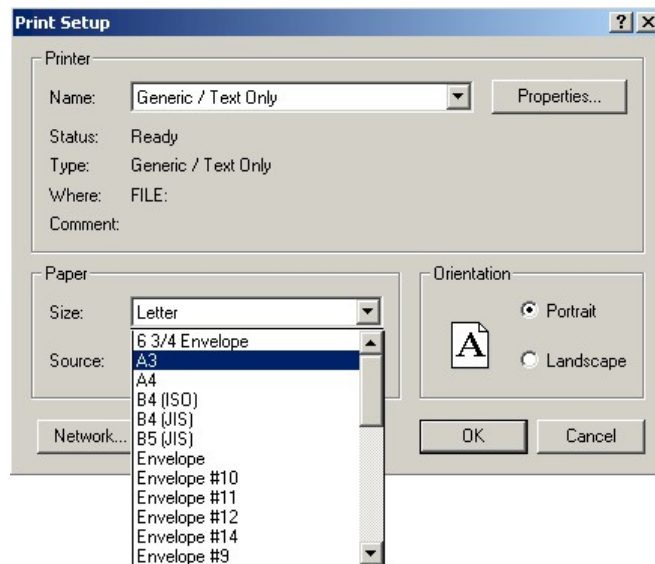 Print Setup
Printer
Name: Generic / Text Only Properties...
Status: Ready
Type: Generic / Text Only
Where: FILE:
Comment:
Paper
Size: Letter
6 3/4 Envelope
A3
A4
B4 (ISO)
B4 (JIS)
B5 (JIS)
Envelope
Envelope #10
Envelope #11
Envelope #12
Envelope #14
Envelope #9
Source:
Orientation
A
Portrait
Landscape
Network...
OK
Cancel